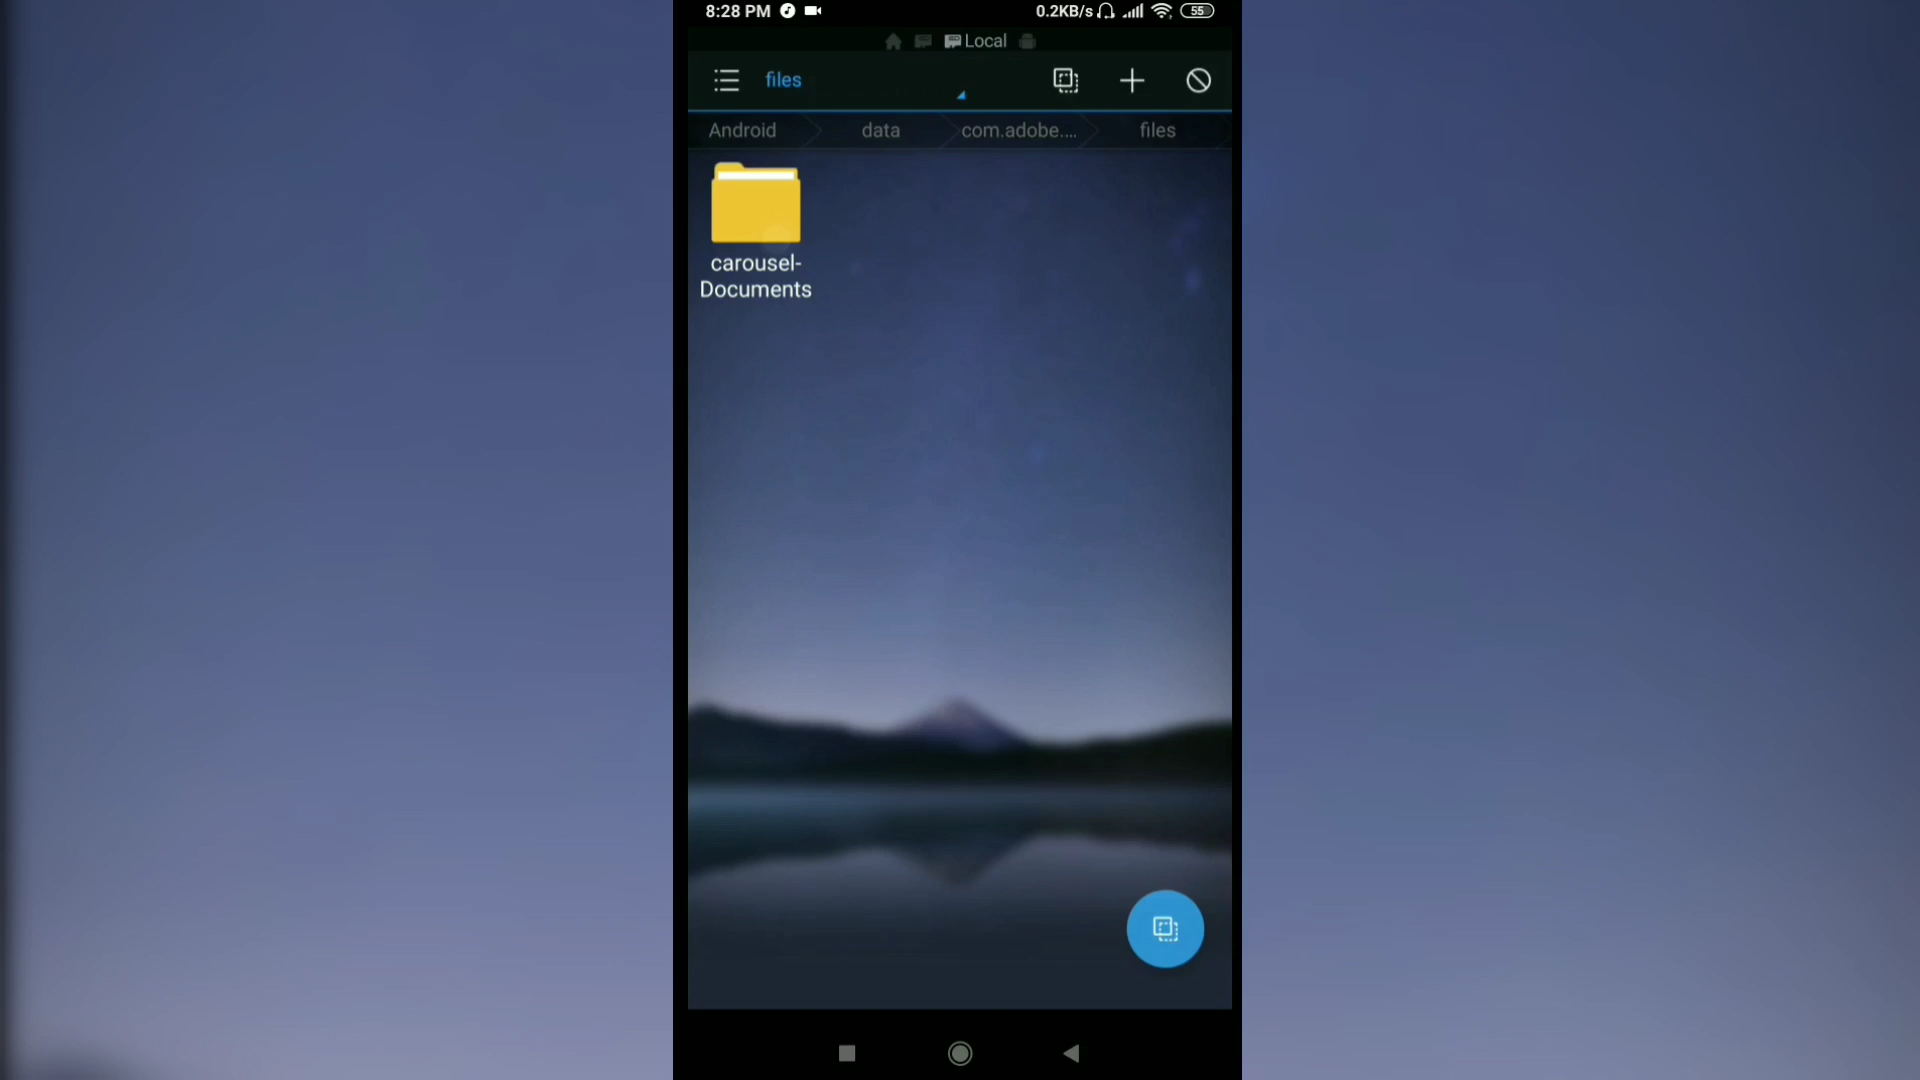 8:28 PM 0.2KB/s 55
Local
files
Android data com.adobe.... files
carousel-
Documents